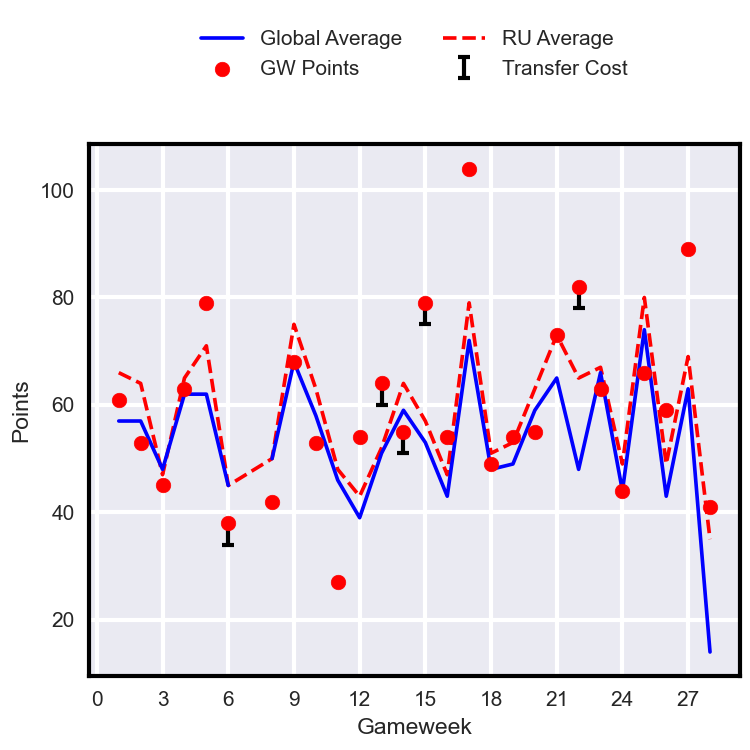 Global Average RU Average
GW Points Transfer Cost
100
80
60
40
20
Points
0 3 6 9 12 15 18 21 24 27
Gameweek